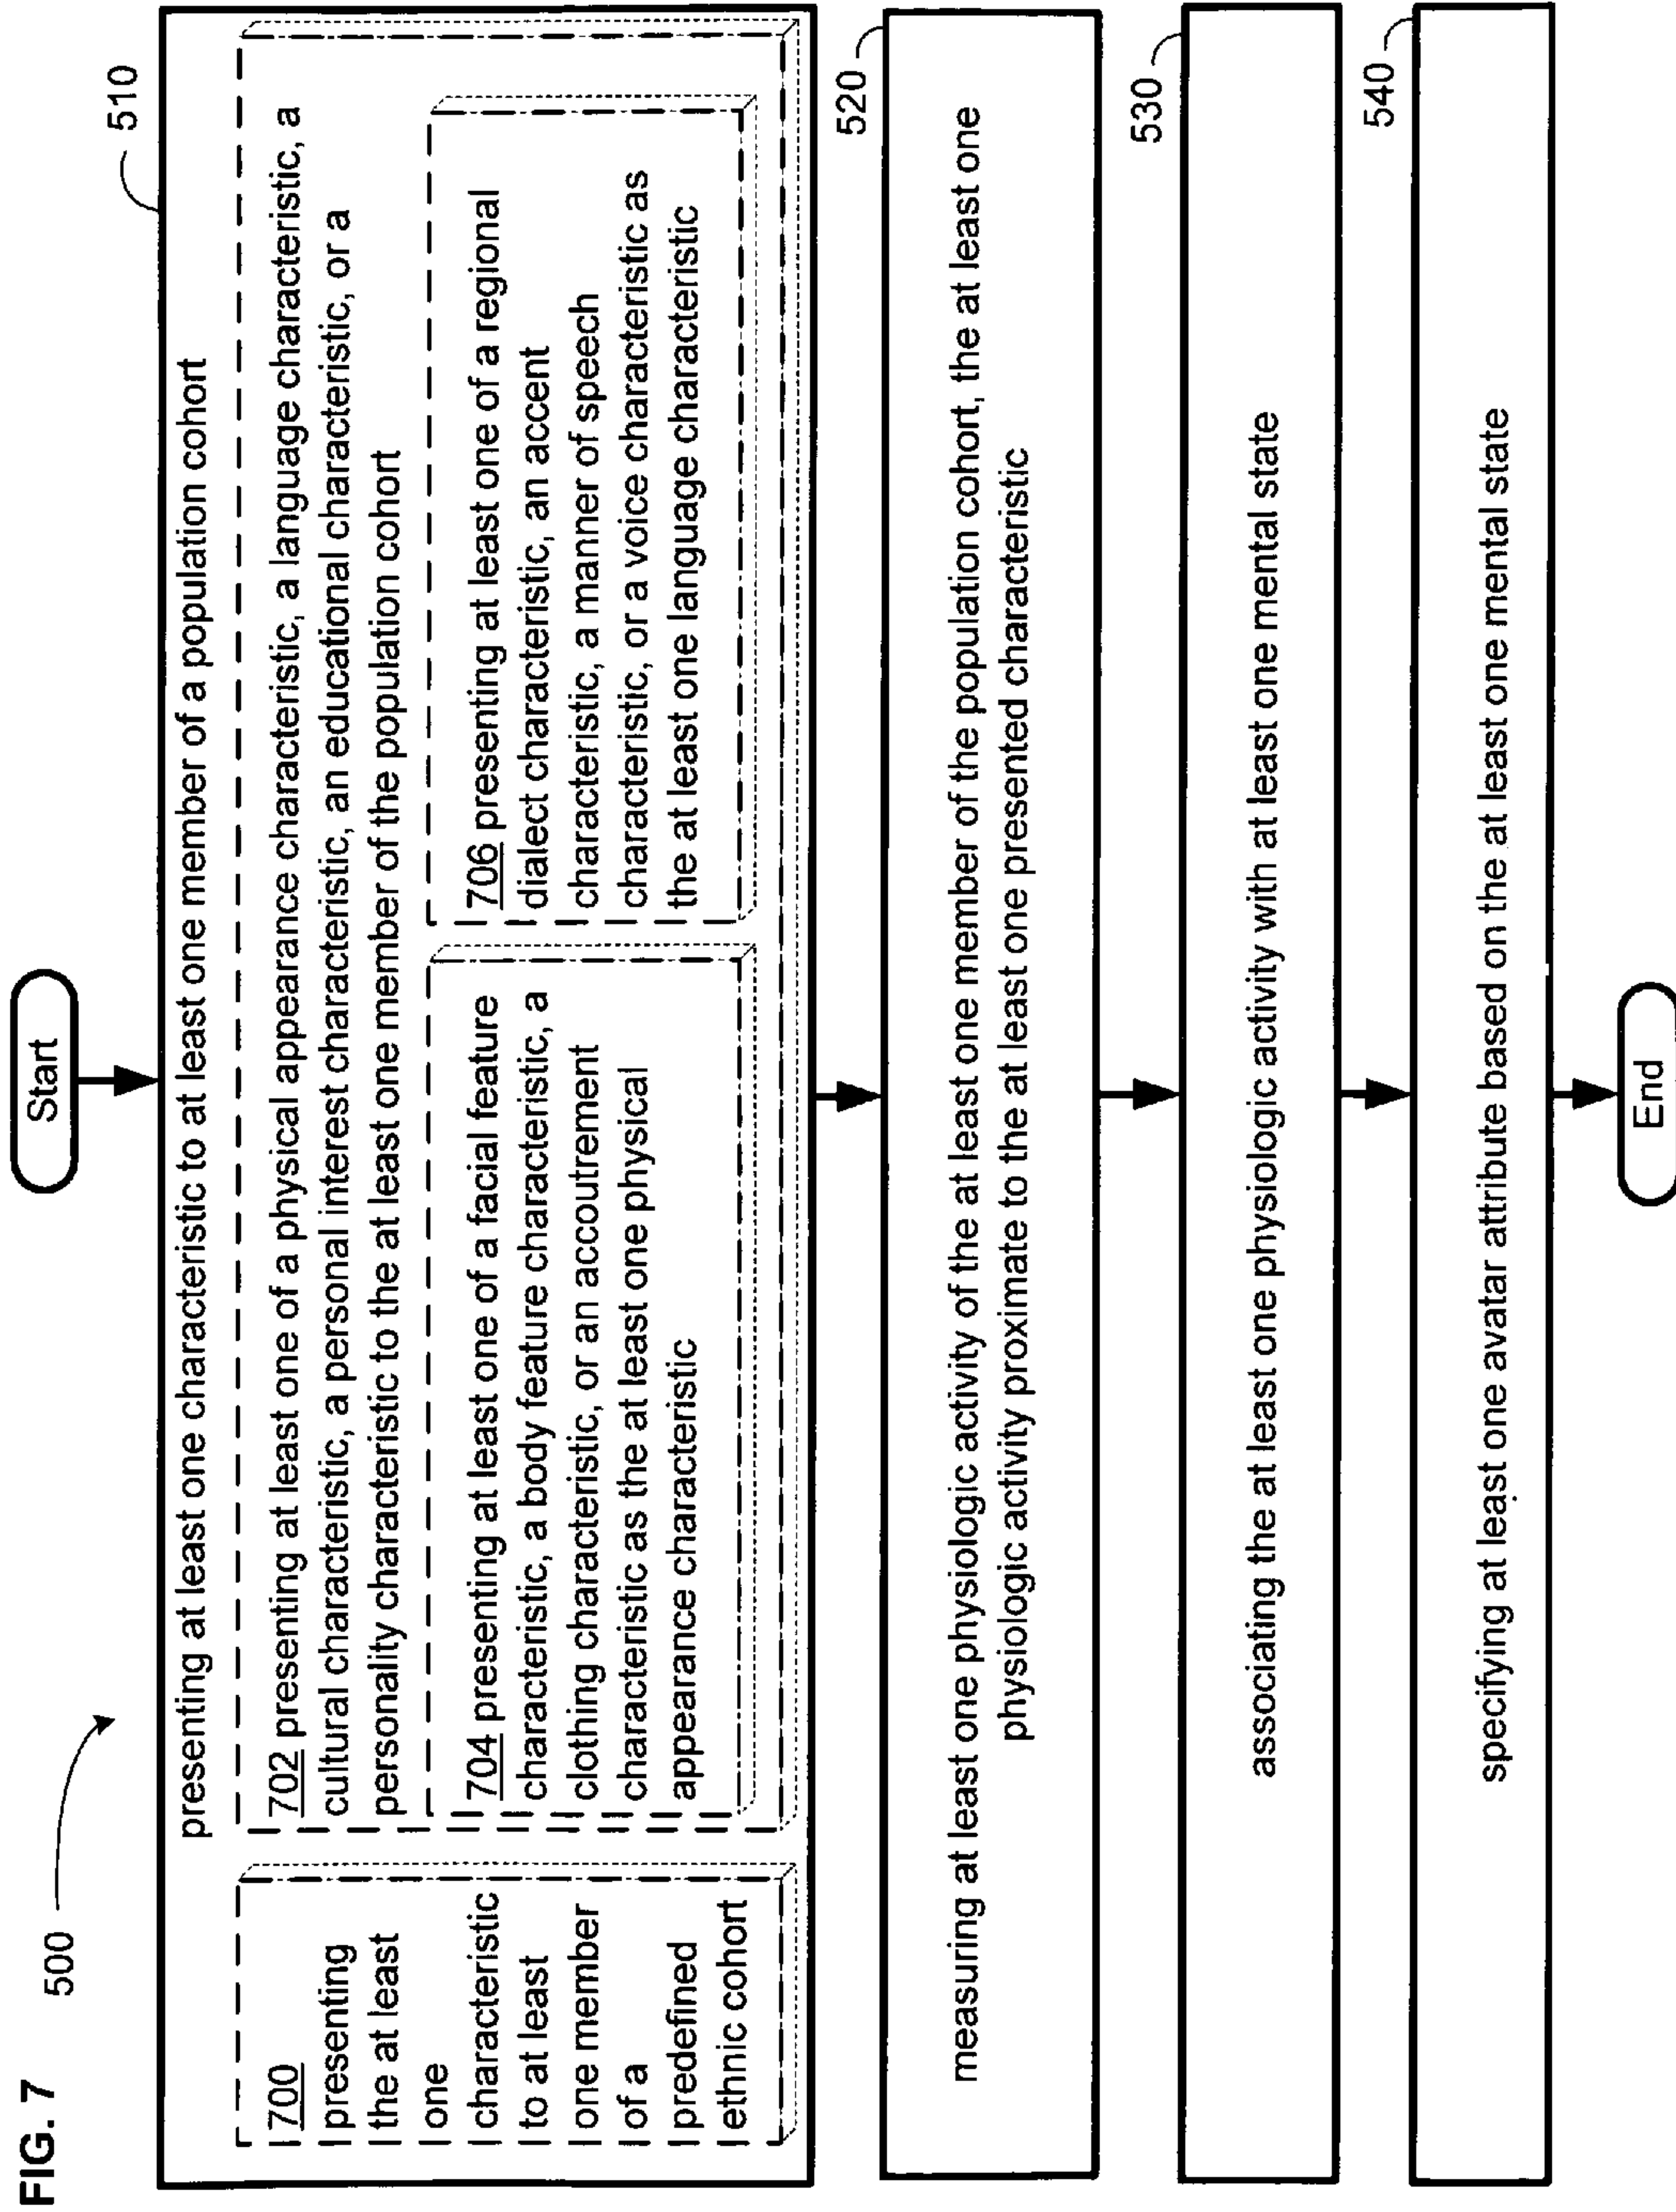 FIG. 7
500
Start
510
presenting at least one characteristic to at least one member of a population cohort
700
presenting
the at least
one
characteristic
to at least
one member
of a
predefined
ethnic cohort
702 presenting at least one of a physical appearance characteristic, a language characteristic, a
cultural characteristic, a personal interest characteristic, an educational characteristic, or a
personality characteristic to the at least one member of the population cohort
704 presenting at least one of a facial feature
characteristic, a body feature characteristic, a
clothing characteristic, or an accoutrement
characteristic as the at least one physical
appearance characteristic
706 presenting at least one of a regional
dialect characteristic, an accent
characteristic, a manner of speech
characteristic, or a voice characteristic as
the at least one language characteristic
520
measuring at least one physiologic activity of the at least one member of the population cohort, the at least one
physiologic activity proximate to the at least one presented characteristic
530
associating the at least one physiologic activity with at least one mental state
540
specifying at least one avatar attribute based on the at least one mental state
End